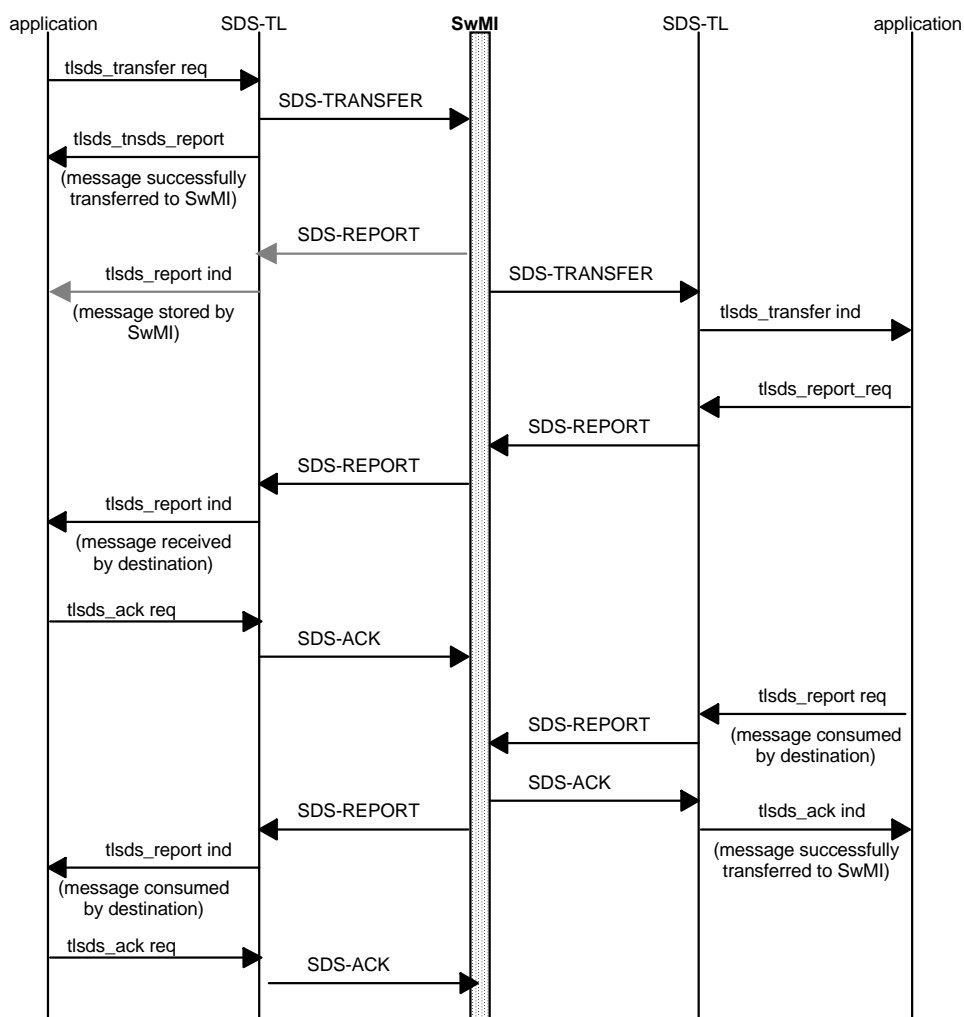 application SDS-TL SwMI SDS-TL application
tlsds_transfer req
SDS-TRANSFER
tlsds_tnsds_report
(message successfully
transferred to SwMI)
SDS-REPORT
tlsds_report ind
SDS-TRANSFER
(message stored by
SwMI)
tlsds_transfer ind
tlsds_report_req
SDS-REPORT
SDS-REPORT
tlsds_report ind
(message received
by destination)
tlsds_ack req
SDS-ACK
tlsds_report req
SDS-REPORT
(message consumed
by destination)
SDS-ACK
SDS-REPORT
tlsds_ack ind
(message successfully
transferred to SwMI)
tlsds_report ind
(message consumed
by destination)
tlsds_ack req
SDS-ACK